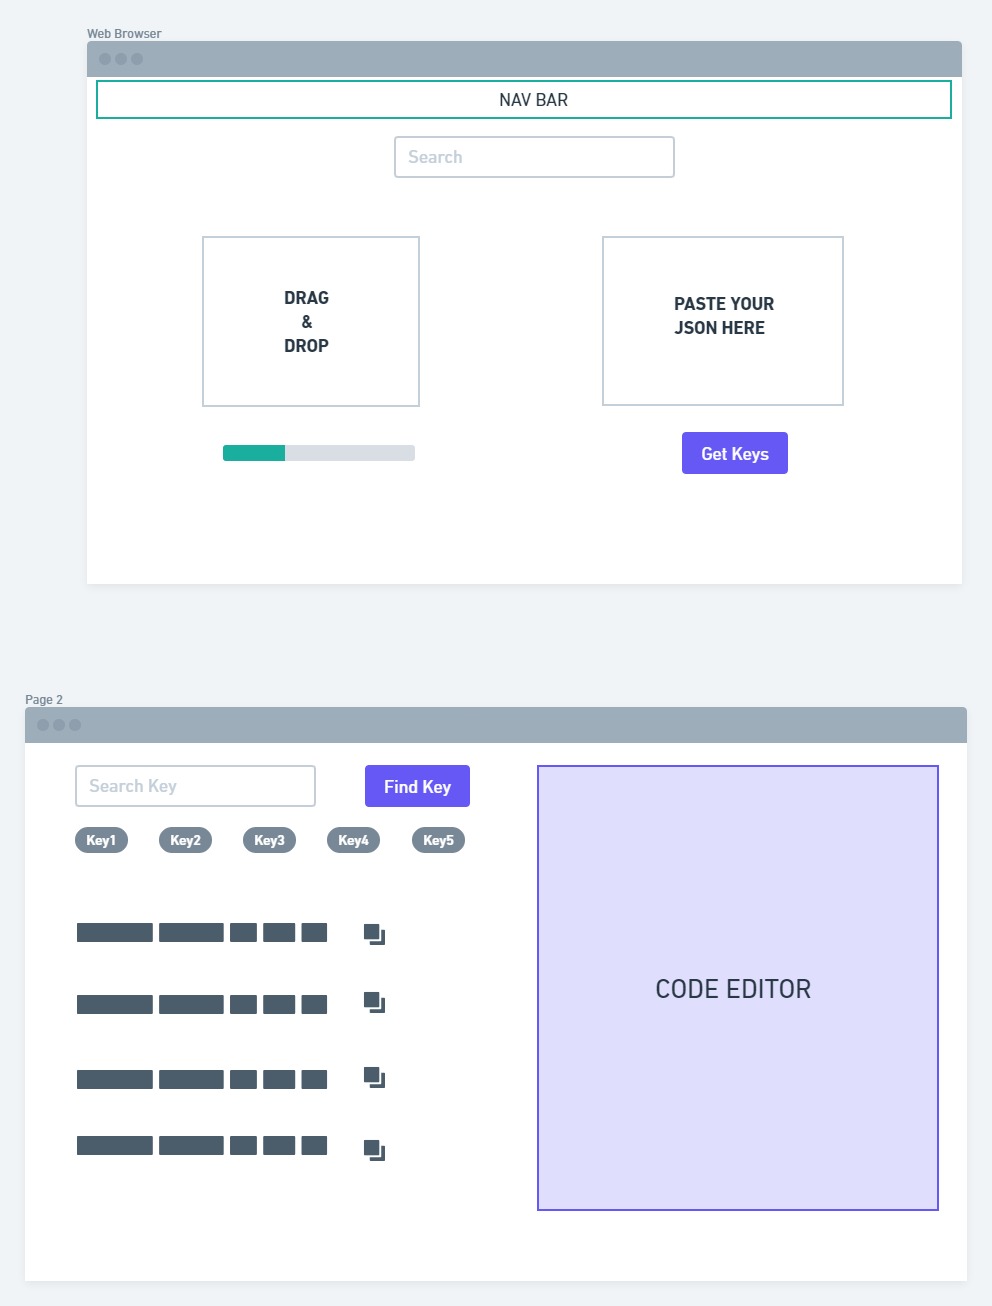 Web Browser
NAV BAR
Search
DRAG
&
DROP
PASTE YOUR
JSON HERE
Get Keys
Page 2
Search Key
Find Key
Key1
Key2
Key3
Key4
Key5
CODE EDITOR